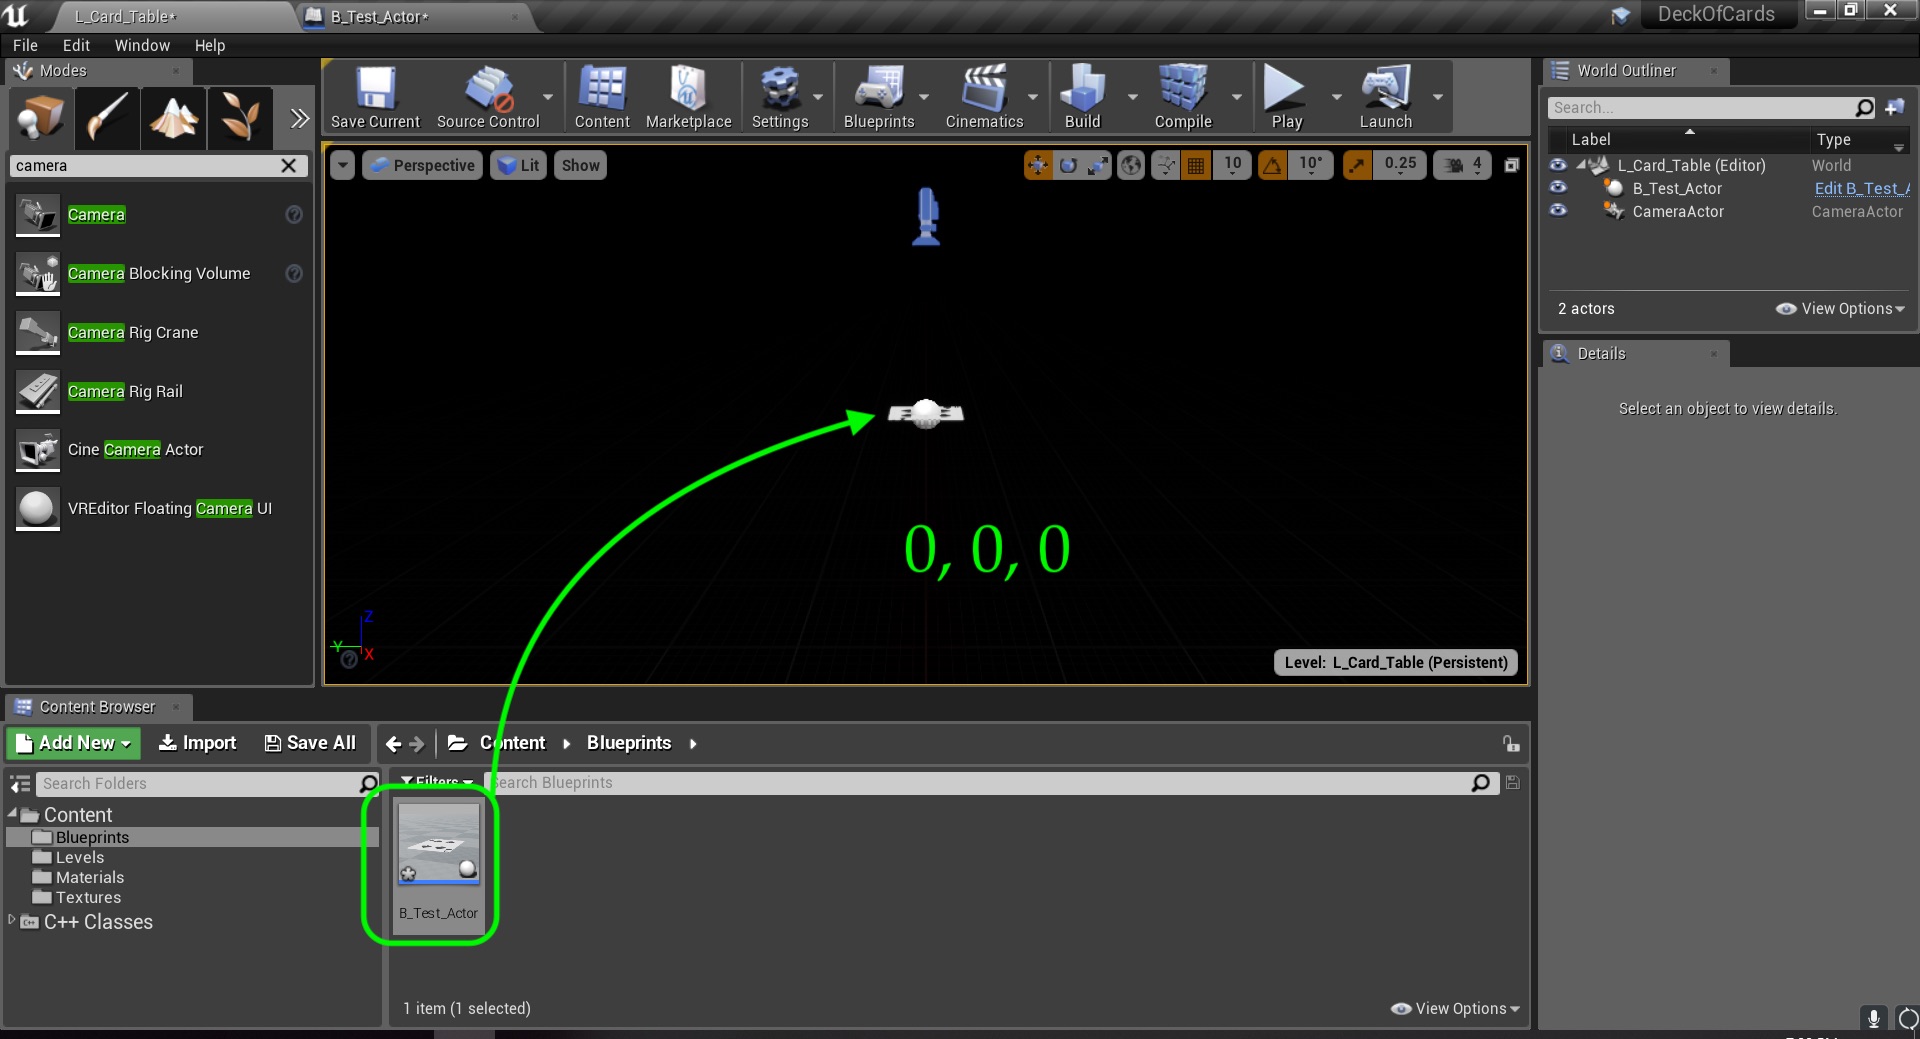 L_Card_Table*
B_Test_Actor*
DeckOfCards
File Edit Window Help
Modes
camera
Camera
Camera Blocking Volume
Camera Rig Crane
Camera Rig Rail
Cine Camera Actor
VREditor Floating Camera UI
Save Current
Source Control
Content
Marketplace
Settings
Blueprints
Cinematics
Build
Compile
Play
Launch
Perspective
Lit
Show
10
10°
0.25
4
0, 0, 0
Z
Y
X
Level: L_Card_Table (Persistent)
World Outliner
Search...
Label Type
L_Card_Table (Editor) World
B_Test_Actor Edit B_Test_
CameraActor CameraActor
2 actors
View Options
Details
Select an object to view details.
Content Browser
Add New
Import
Save All
Content
Blueprints
Search Folders
Filters
Search Blueprints
Content
Blueprints
Levels
Materials
Textures
C++ Classes
B_Test_Actor
1 item (1 selected)
View Options